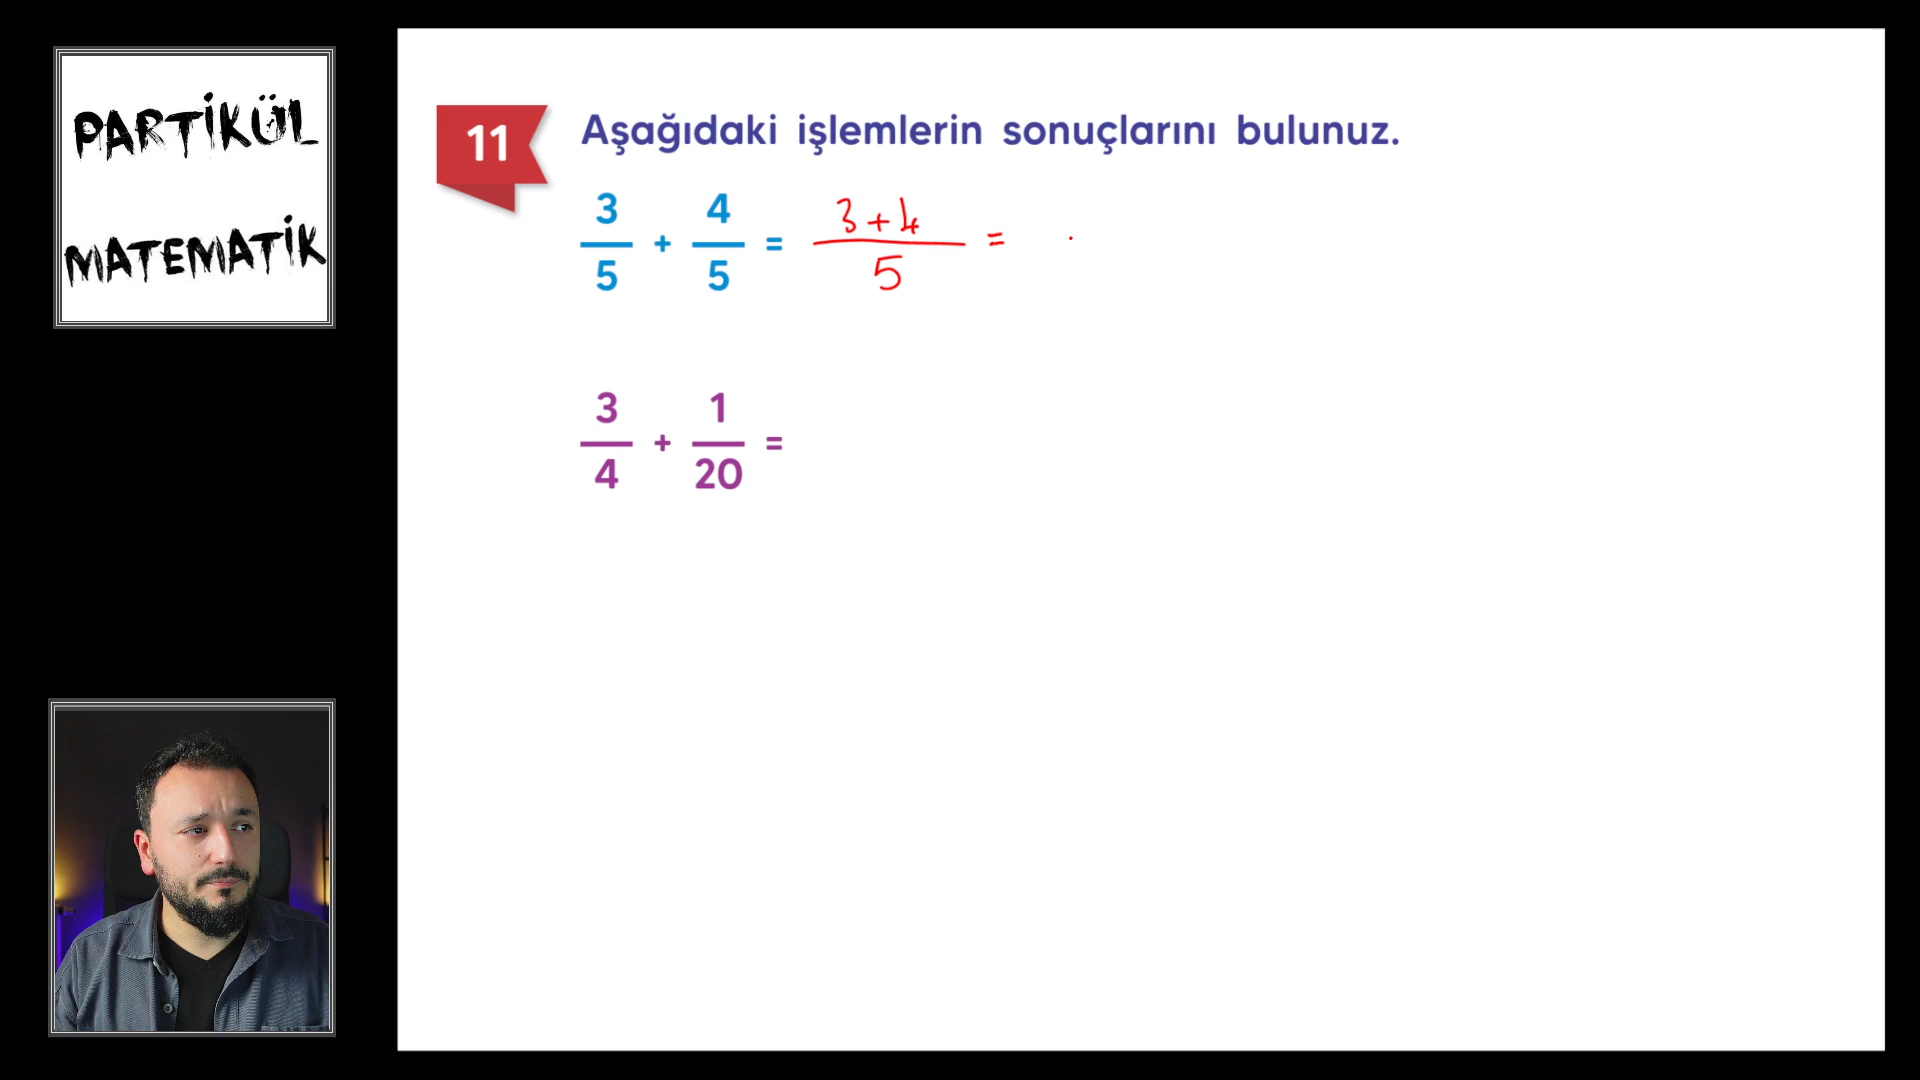 PARTİKÜL
MATEMATİK
11 Aşağıdaki işlemlerin sonuçlarını bulunuz.
3/5 + 4/5 = 3+4/5 =
3/4 + 1/20 =